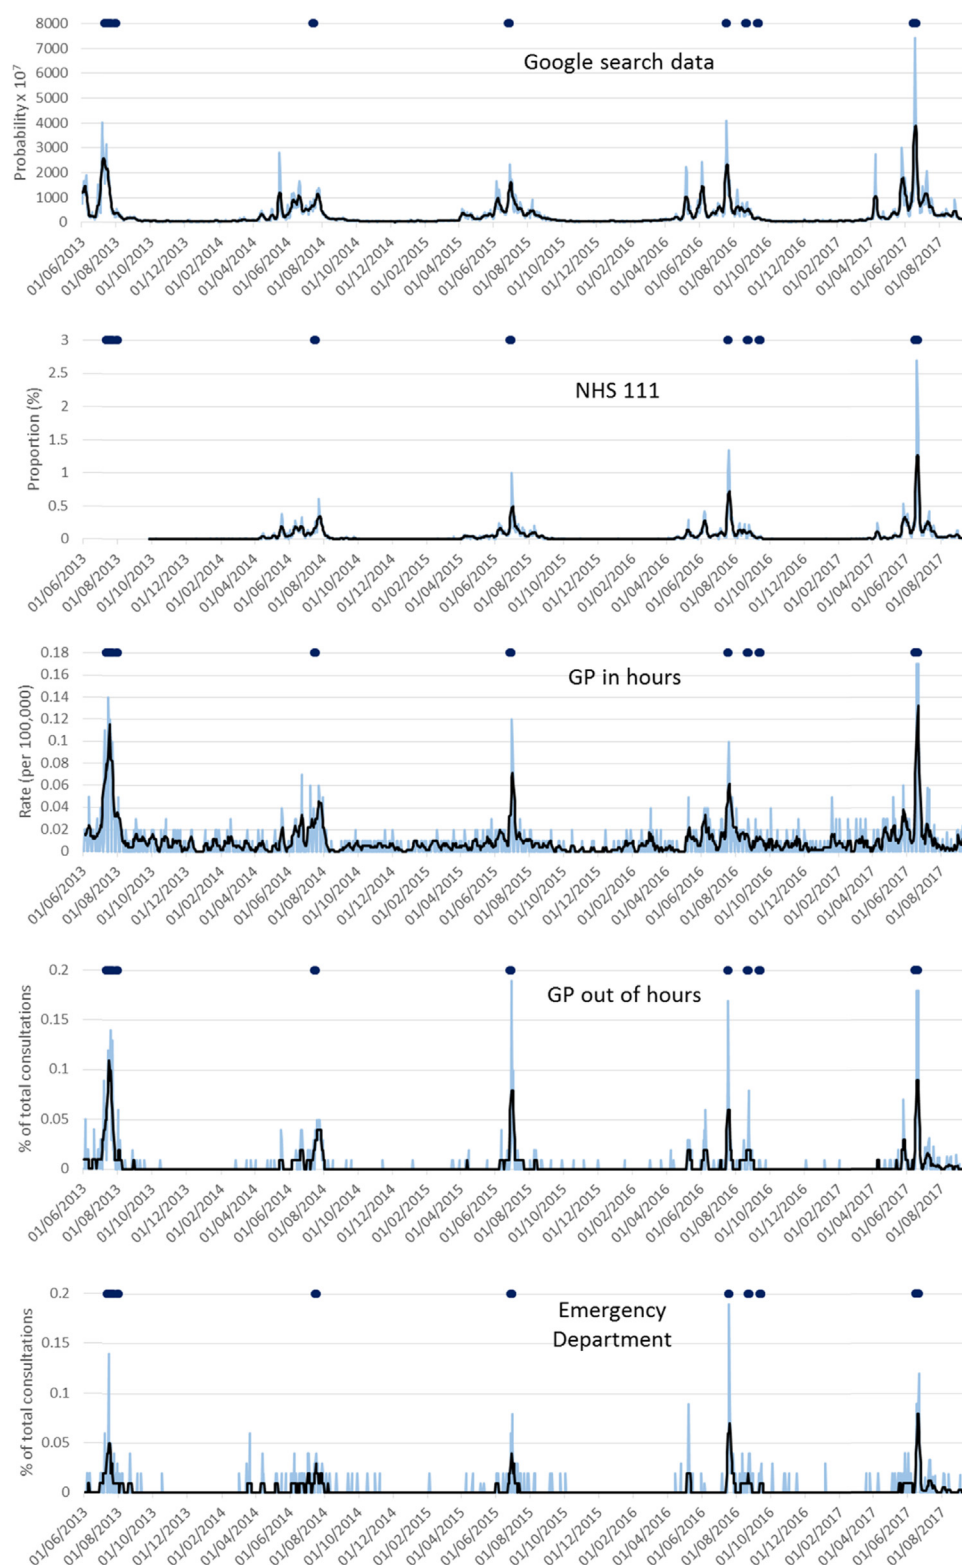 8000
7000
6000
5000
4000
3000
2000
1000
0
Probability x 10⁷
Google search data
01/06/2013 01/08/2013 01/10/2013 01/12/2013 01/02/2014 01/04/2014 01/06/2014 01/08/2014 01/10/2014 01/12/2014 01/02/2015 01/04/2015 01/06/2015 01/08/2015 01/10/2015 01/12/2015 01/02/2016 01/04/2016 01/06/2016 01/08/2016 01/10/2016 01/12/2016 01/02/2017 01/04/2017 01/06/2017 01/08/2017
3
2.5
2
1.5
1
0.5
0
Proportion (%)
NHS 111
01/06/2013 01/08/2013 01/10/2013 01/12/2013 01/02/2014 01/04/2014 01/06/2014 01/08/2014 01/10/2014 01/12/2014 01/02/2015 01/04/2015 01/06/2015 01/08/2015 01/10/2015 01/12/2015 01/02/2016 01/04/2016 01/06/2016 01/08/2016 01/10/2016 01/12/2016 01/02/2017 01/04/2017 01/06/2017 01/08/2017
0.18
0.16
0.14
0.12
0.1
0.08
0.06
0.04
0.02
0
Rate (per 100,000)
GP in hours
01/06/2013 01/08/2013 01/10/2013 01/12/2013 01/02/2014 01/04/2014 01/06/2014 01/08/2014 01/10/2014 01/12/2014 01/02/2015 01/04/2015 01/06/2015 01/08/2015 01/10/2015 01/12/2015 01/02/2016 01/04/2016 01/06/2016 01/08/2016 01/10/2016 01/12/2016 01/02/2017 01/04/2017 01/06/2017 01/08/2017
0.2
0.15
0.1
0.05
0
% of total consultations
GP out of hours
01/06/2013 01/08/2013 01/10/2013 01/12/2013 01/02/2014 01/04/2014 01/06/2014 01/08/2014 01/10/2014 01/12/2014 01/02/2015 01/04/2015 01/06/2015 01/08/2015 01/10/2015 01/12/2015 01/02/2016 01/04/2016 01/06/2016 01/08/2016 01/10/2016 01/12/2016 01/02/2017 01/04/2017 01/06/2017 01/08/2017
0.2
0.15
0.1
0.05
0
% of total consultations
Emergency
Department
01/06/2013 01/08/2013 01/10/2013 01/12/2013 01/02/2014 01/04/2014 01/06/2014 01/08/2014 01/10/2014 01/12/2014 01/02/2015 01/04/2015 01/06/2015 01/08/2015 01/10/2015 01/12/2015 01/02/2016 01/04/2016 01/06/2016 01/08/2016 01/10/2016 01/12/2016 01/02/2017 01/04/2017 01/06/2017 01/08/2017